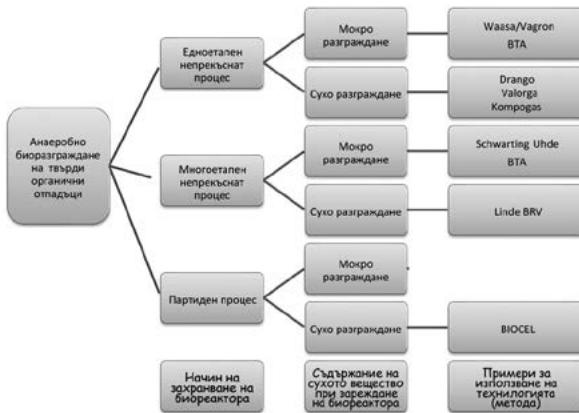 Анаеробно
биоразграждане
на твърди
органични
отпадъци
Едноетапен
непрекъснат
процес
Мокро
разграждане
Waasa/Vagron
BTA
Сухо разграждане
Drango
Valorga
Kompogas
Многоетапен
непрекъснат
процес
Мокро
разграждане
Schwarting Uhde
BTA
Сухо разграждане
Linde BRV
Партиден процес
Мокро
разграждане
Сухо разграждане
BIOCEL
Начин на
захранване на
биореактора
Съдържание на
сухото вещество
при зареждане
на биореактора
Примери за
използване на
технилогията
(метода)